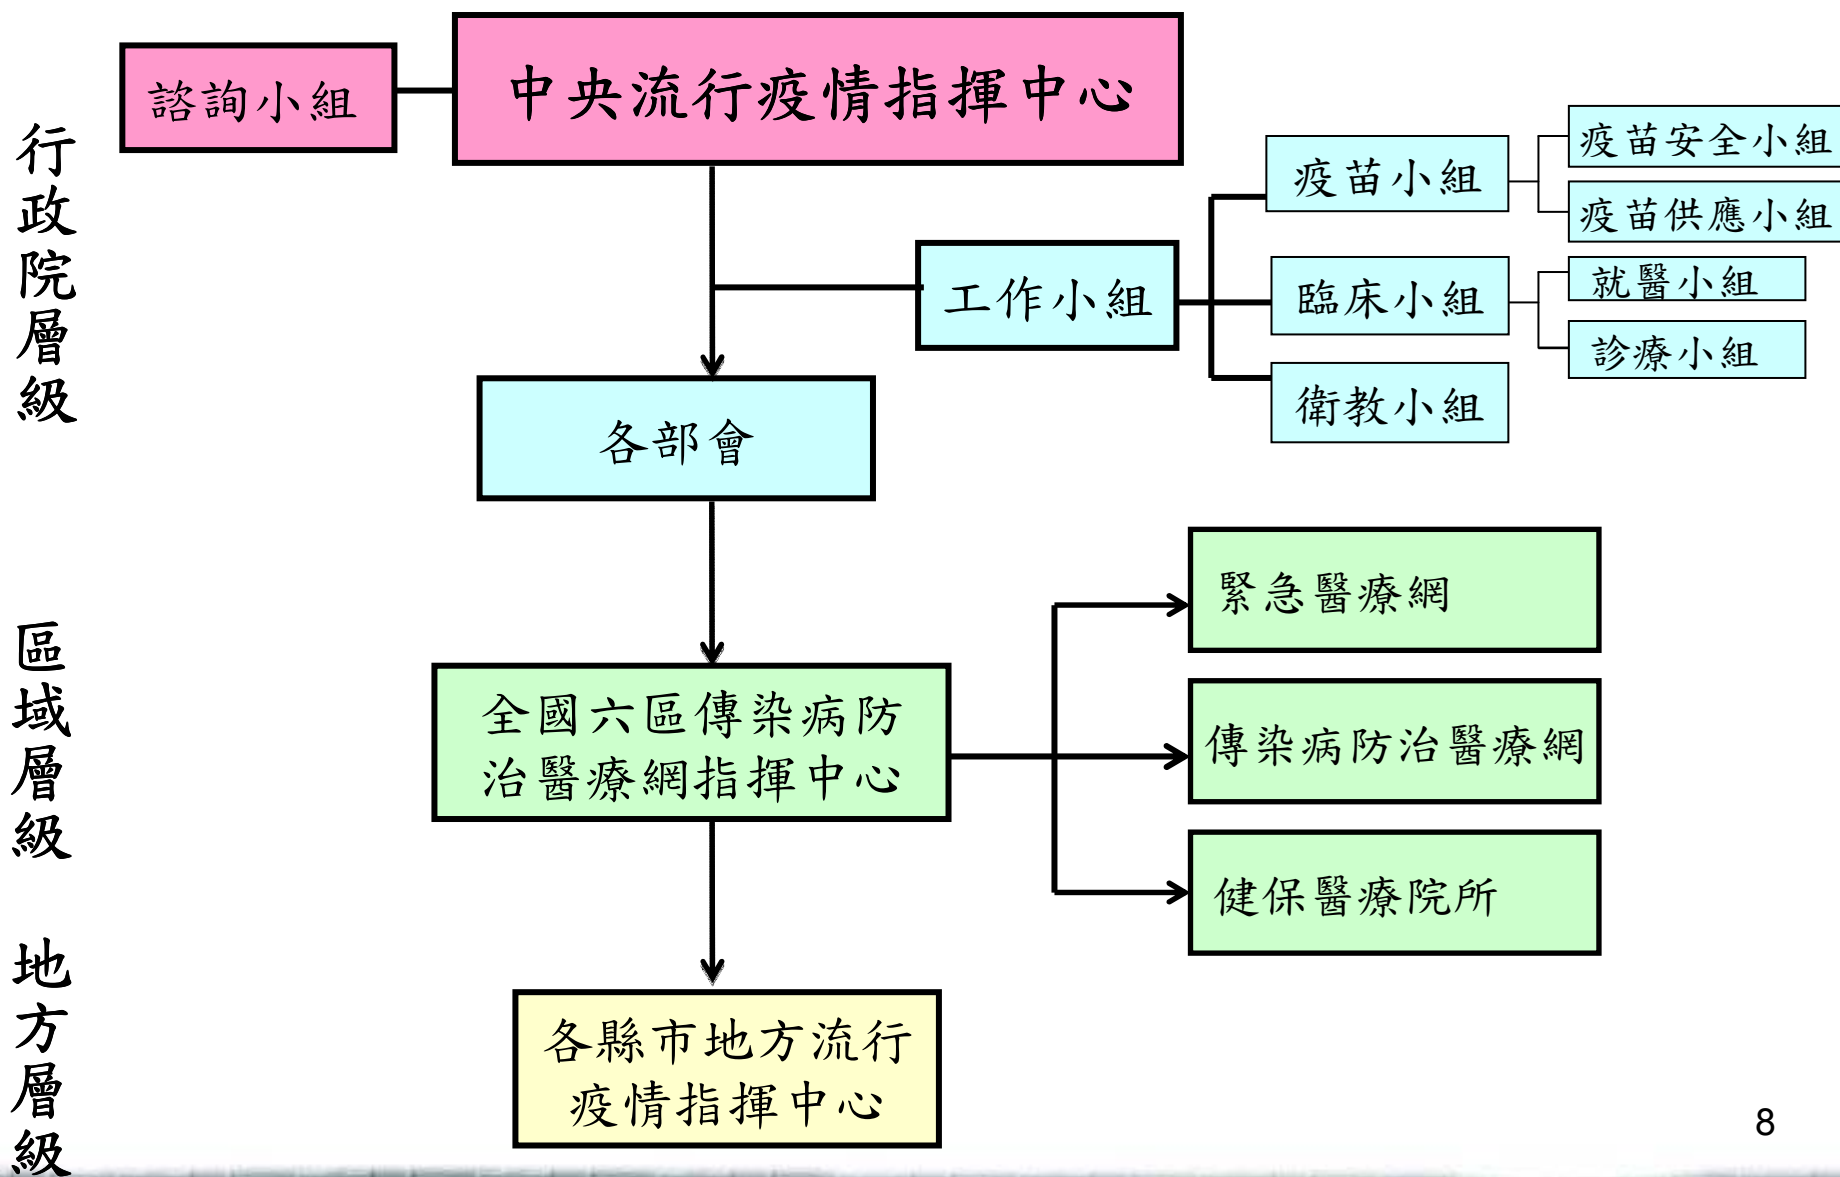 行政院層級
諮詢小組
中央流行疫情指揮中心
工作小組
疫苗小組
疫苗安全小組
疫苗供應小組
臨床小組
就醫小組
診療小組
衛教小組
各部會
區域層級
全國六區傳染病防
治醫療網指揮中心
緊急醫療網
傳染病防治醫療網
健保醫療院所
地方層級
各縣市地方流行
疫情指揮中心
8